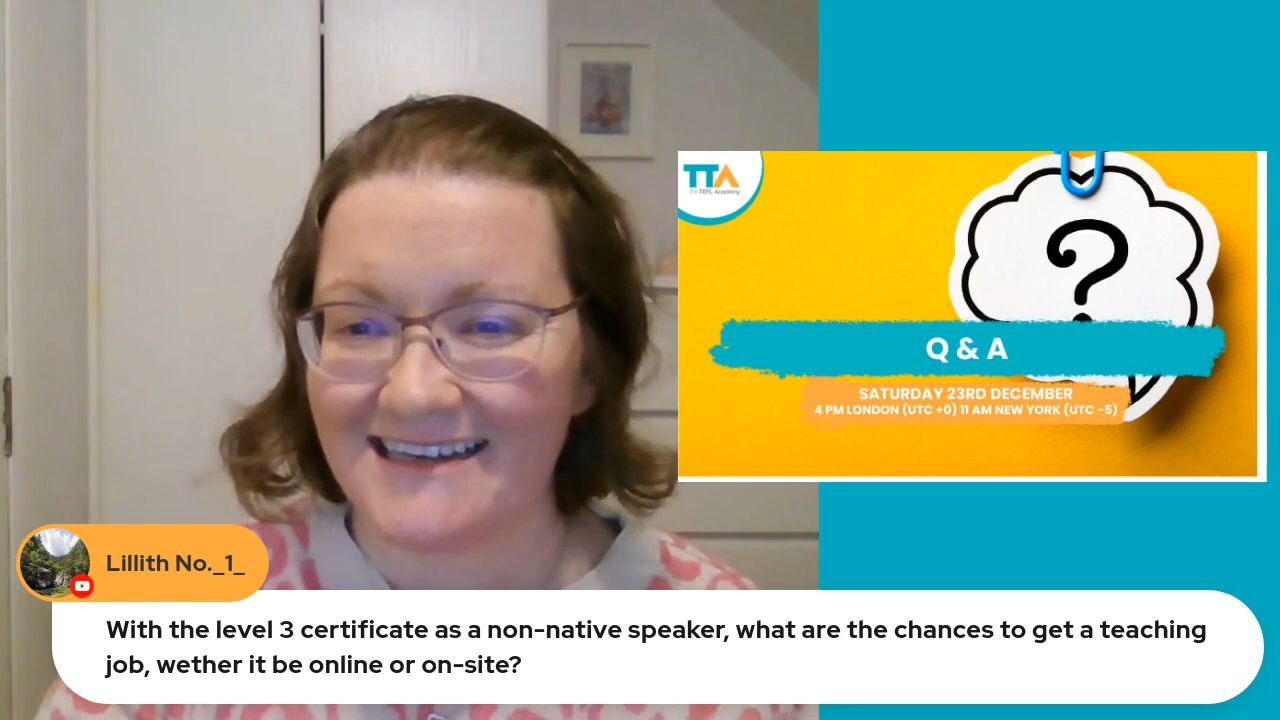 TTA
The TEFL Academy
?
Q & A
SATURDAY 23RD DECEMBER
4 PM LONDON (UTC +0) 11 AM NEW YORK (UTC -5)
Lillith No._1_
With the level 3 certificate as a non-native speaker, what are the chances to get a teaching
job, wether it be online or on-site?